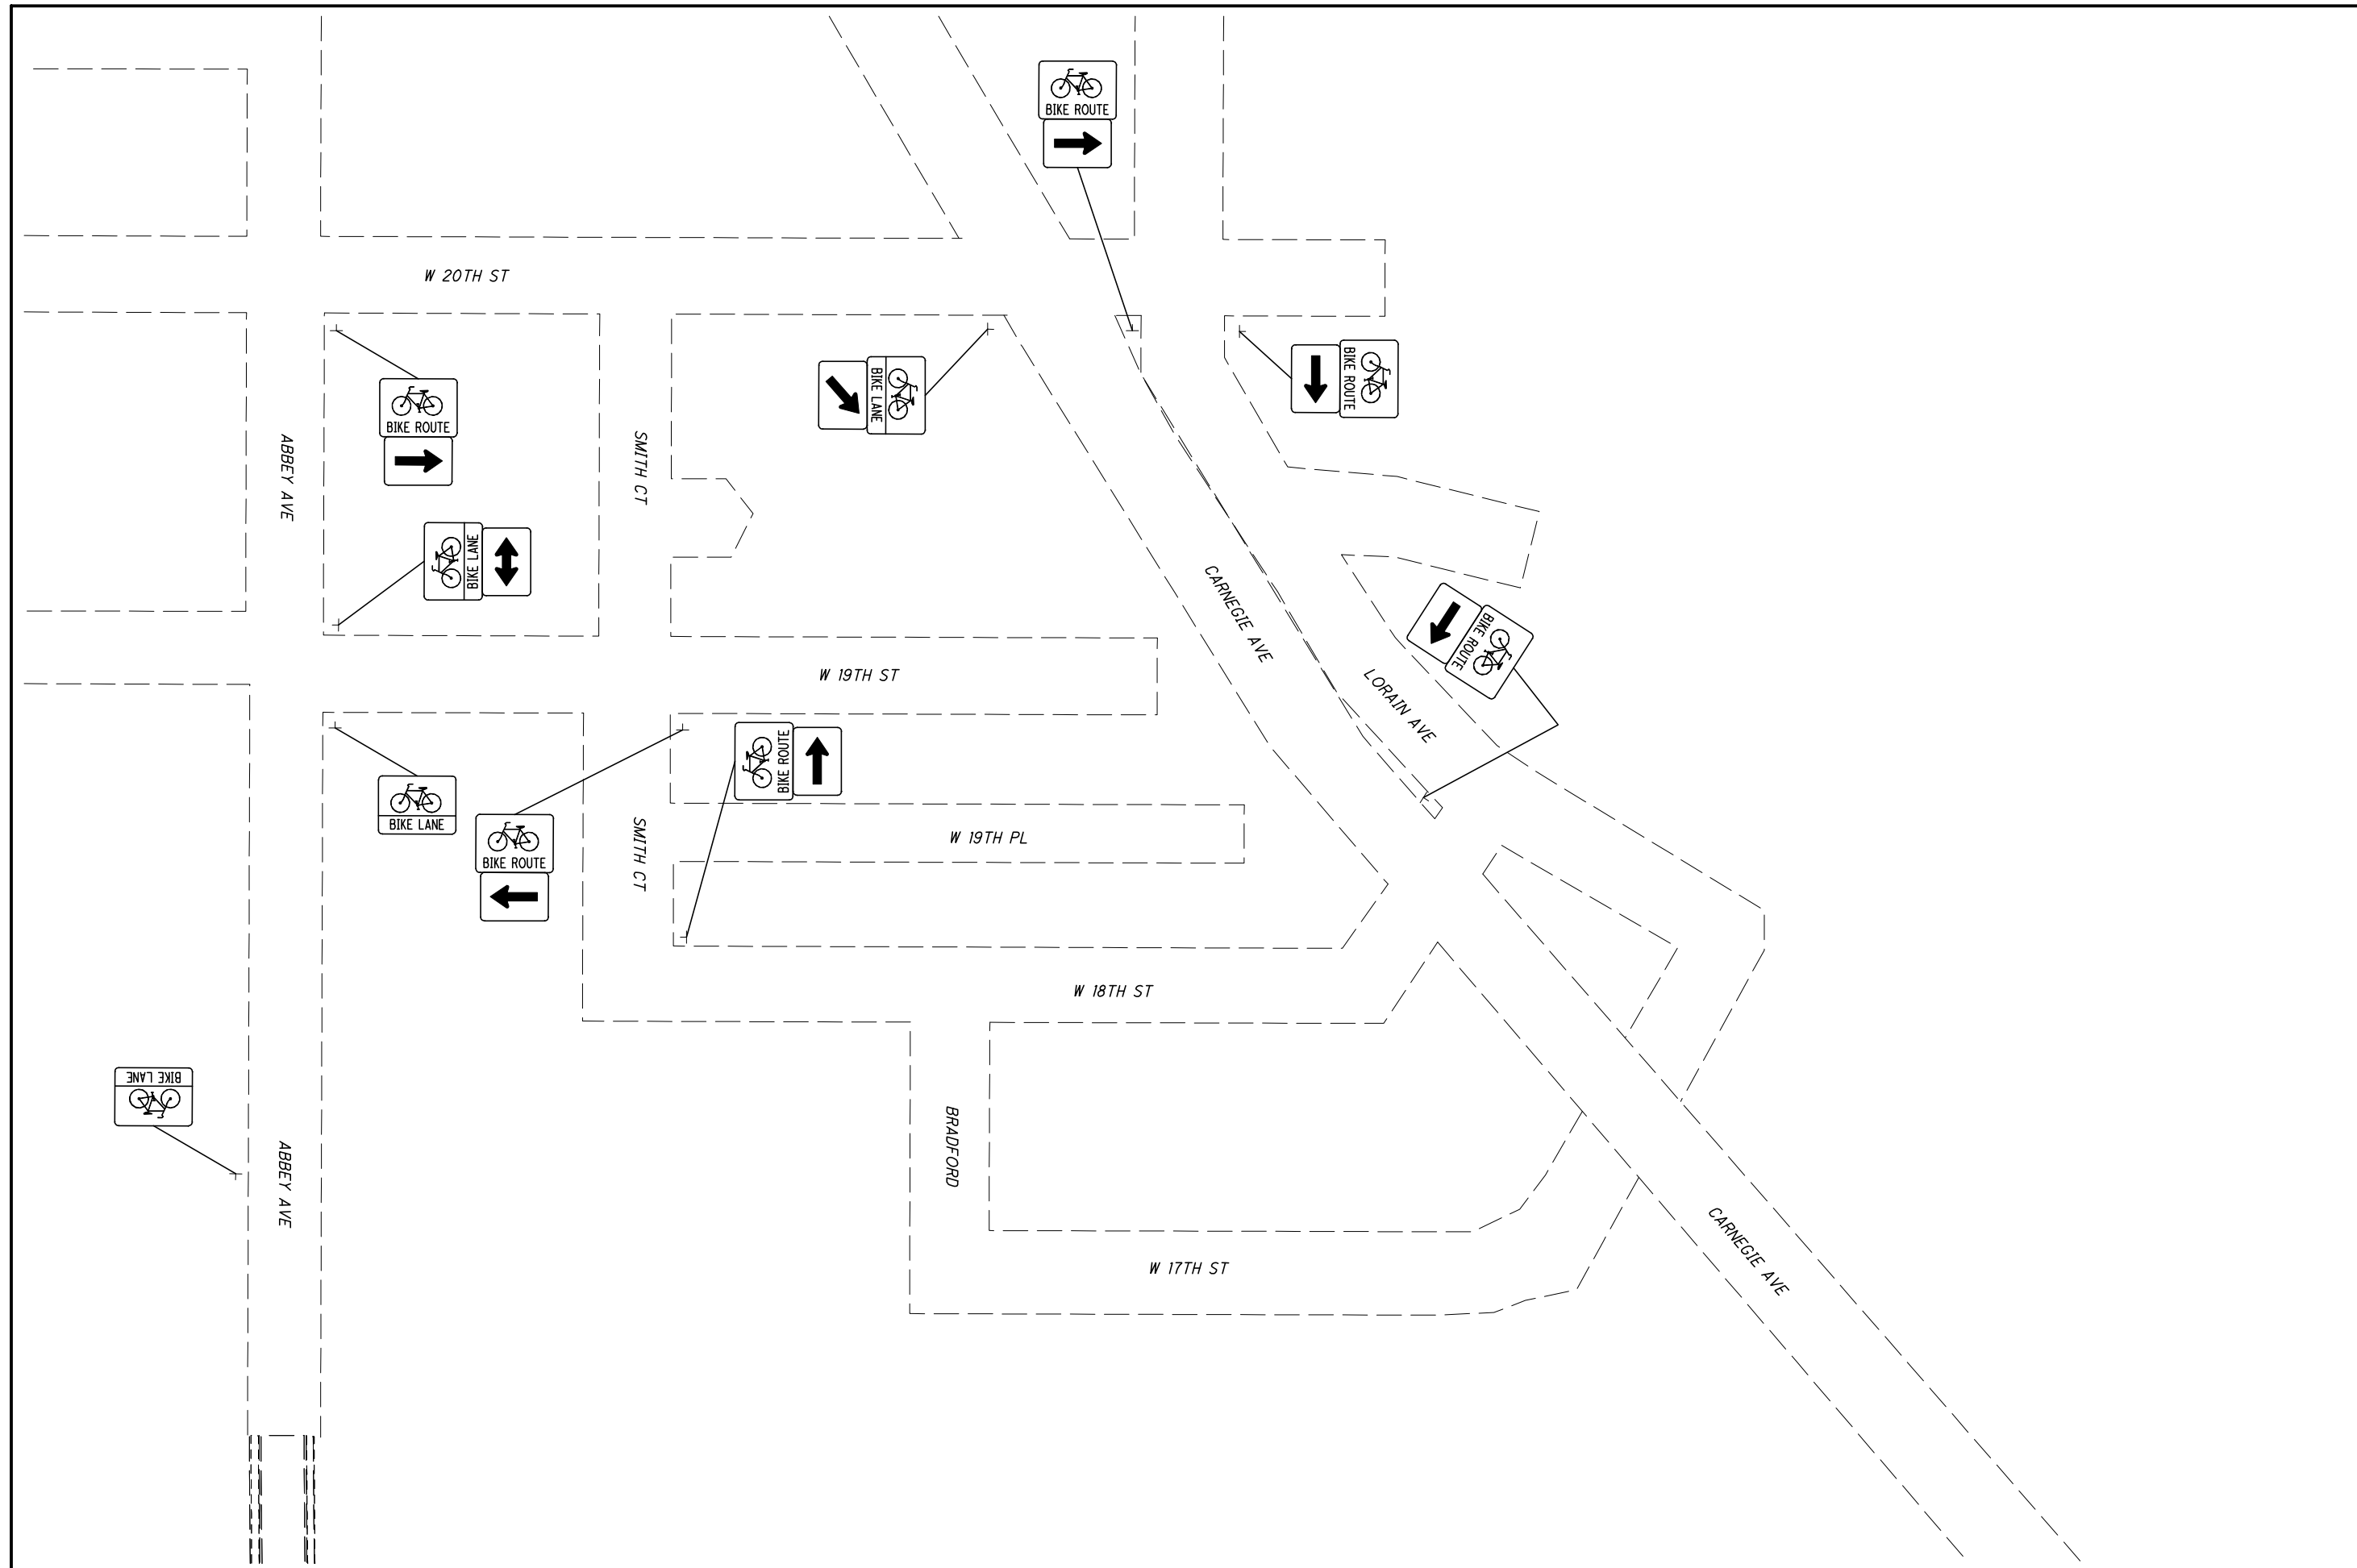 BIKE ROUTE
W 20TH ST
BIKE ROUTE
BIKE LANE
BIKE ROUTE
ABBEY AVE
SMITH CT
BIKE LANE
CARNEGIE AVE
BIKE ROUTE
W 19TH ST
LORAIN AVE
BIKE ROUTE
BIKE LANE
BIKE ROUTE
SMITH CT
W 19TH PL
W 18TH ST
BIKE LANE
ABBEY AVE
BRADFORD
W 17TH ST
CARNEGIE AVE